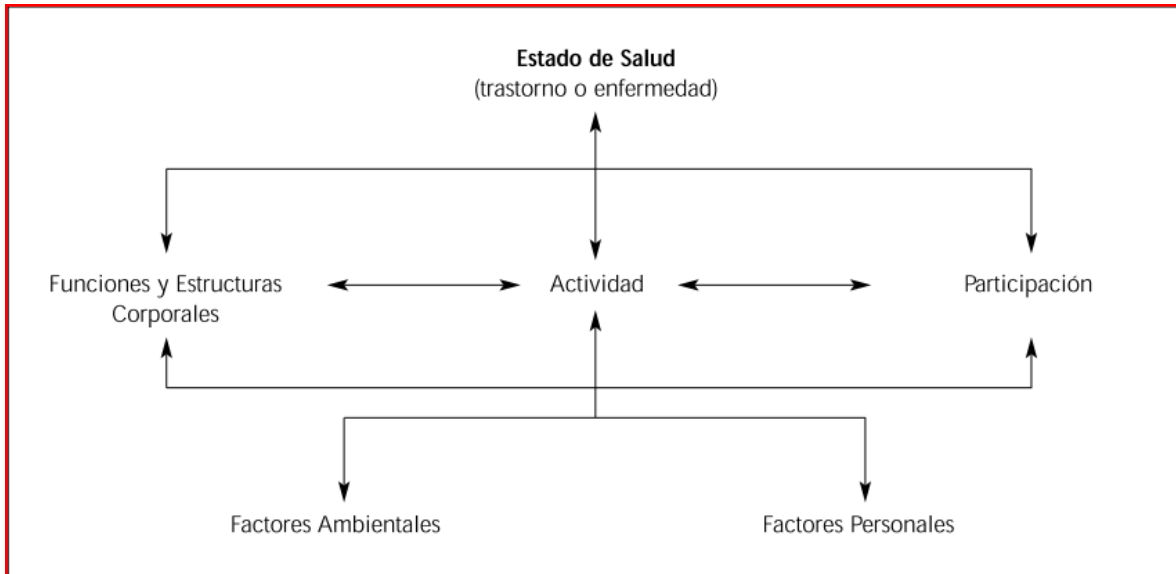 Estado de Salud
(trastorno o enfermedad)
Funciones y Estructuras
Corporales
Actividad
Participación
Factores Ambientales
Factores Personales